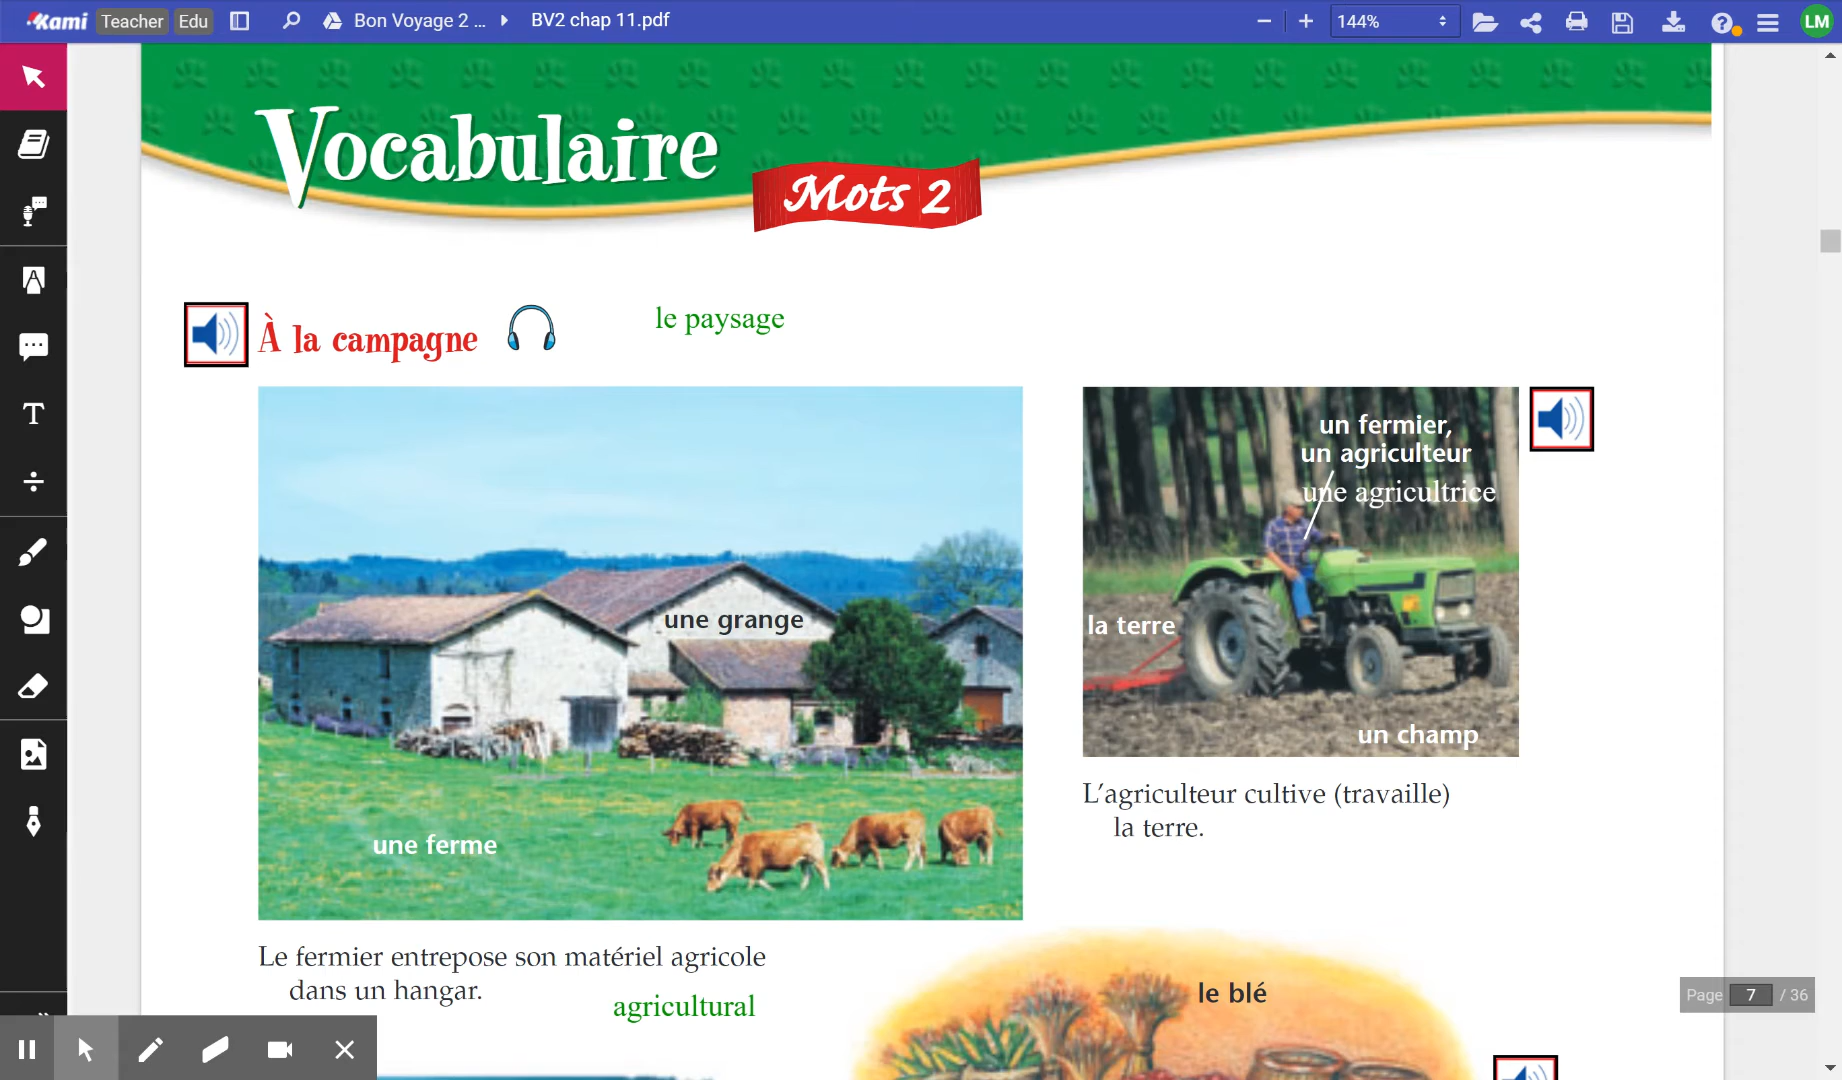 Kami Teacher Edu Bon Voyage 2 ... BV2 chap 11.pdf 144% LM
Vocabulaire
Mots 2
À la campagne
le paysage
un fermier,
un agriculteur
une agricultrice
une grange
la terre
un champ
une ferme
L'agriculteur cultive (travaille)
la terre.
Le fermier entrepose son matériel agricole
dans un hangar.
agricultural
le blé
Page 7 / 36